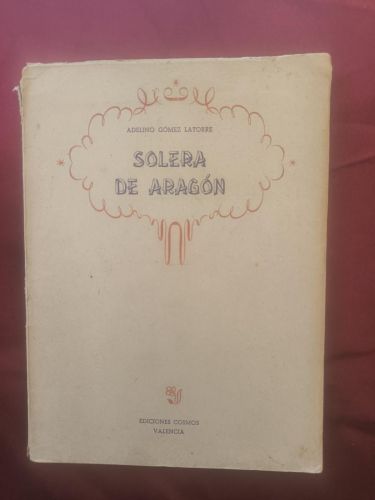 ADELINO GÓMEZ LATORRE
SOLERA
DE ARAGÓN
EDICIONES COSMOS
VALENCIA